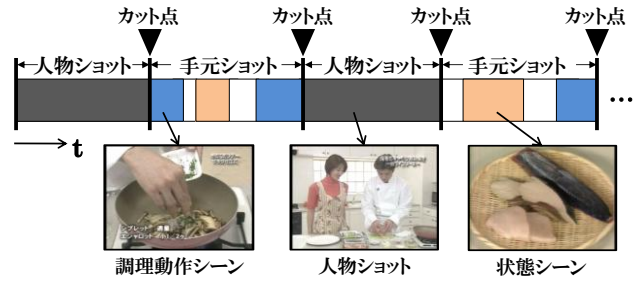 カット点 カット点 カット点 カット点
人物ショット 手元ショット 人物ショット 手元ショット
...
t
調理動作シーン 人物ショット 状態シーン